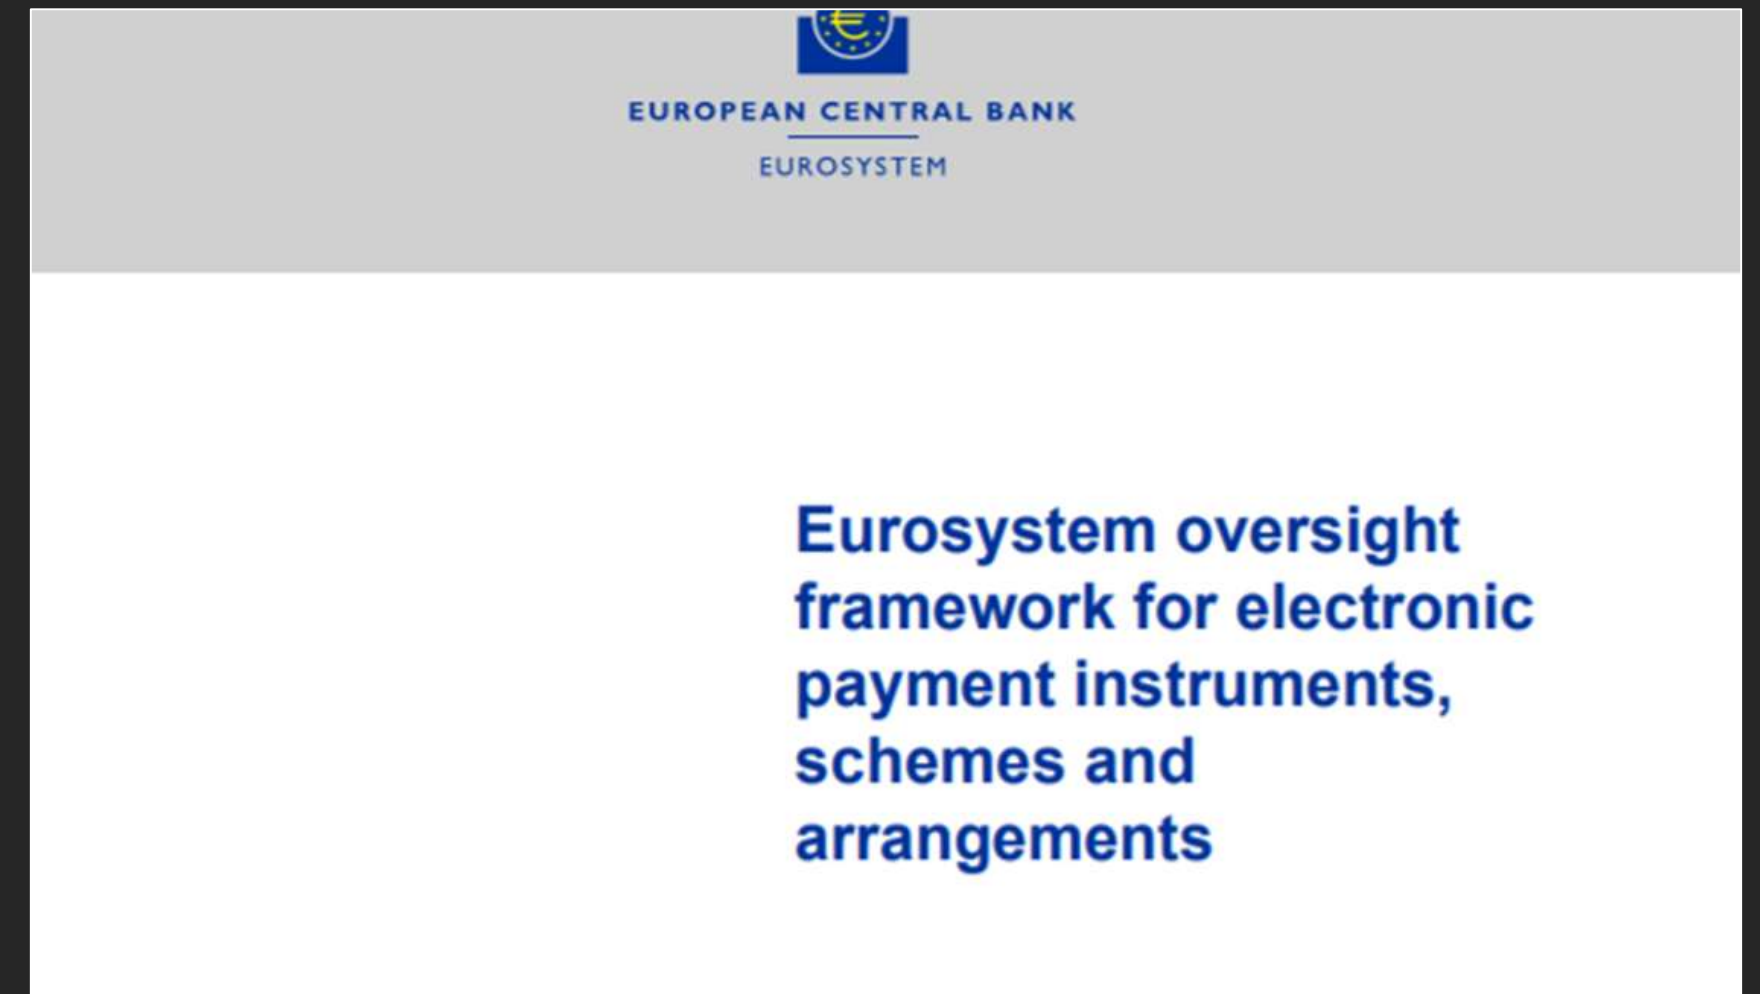 EUROPEAN CENTRAL BANK
EUROSYSTEM
Eurosystem oversight
framework for electronic
payment instruments,
schemes and
arrangements